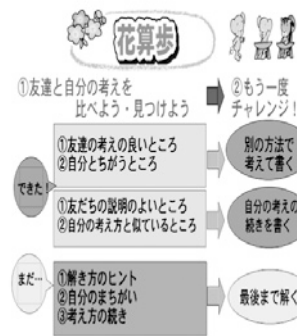 花算歩
①友達と自分の考えを
比べよう・見つけよう
②もう一度
チャレンジ!
できた!
①友達の考えの良いところ
②自分とちがうところ
別の方法で
考えて書く
①友だちの説明のよいところ
②自分の考え方と似ているところ
自分の考えの
続きを書く
まだ…
①解き方のヒント
②自分のまちがい
③考え方の続き
最後まで解く